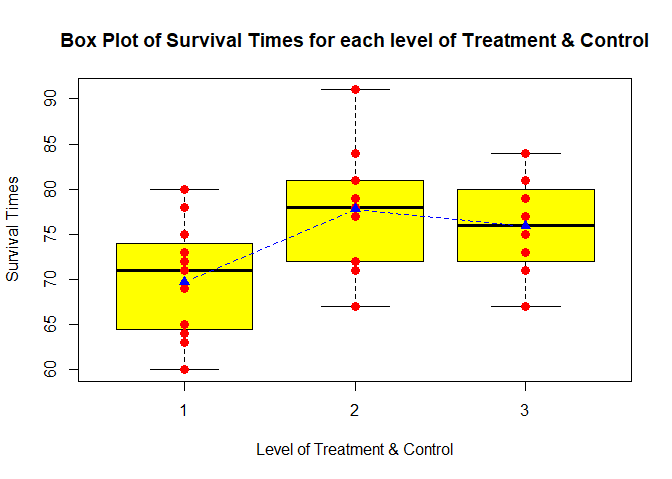 Box Plot of Survival Times for each level of Treatment & Control
90
85
80
75
70
65
60
Survival Times
1 2 3
Level of Treatment & Control